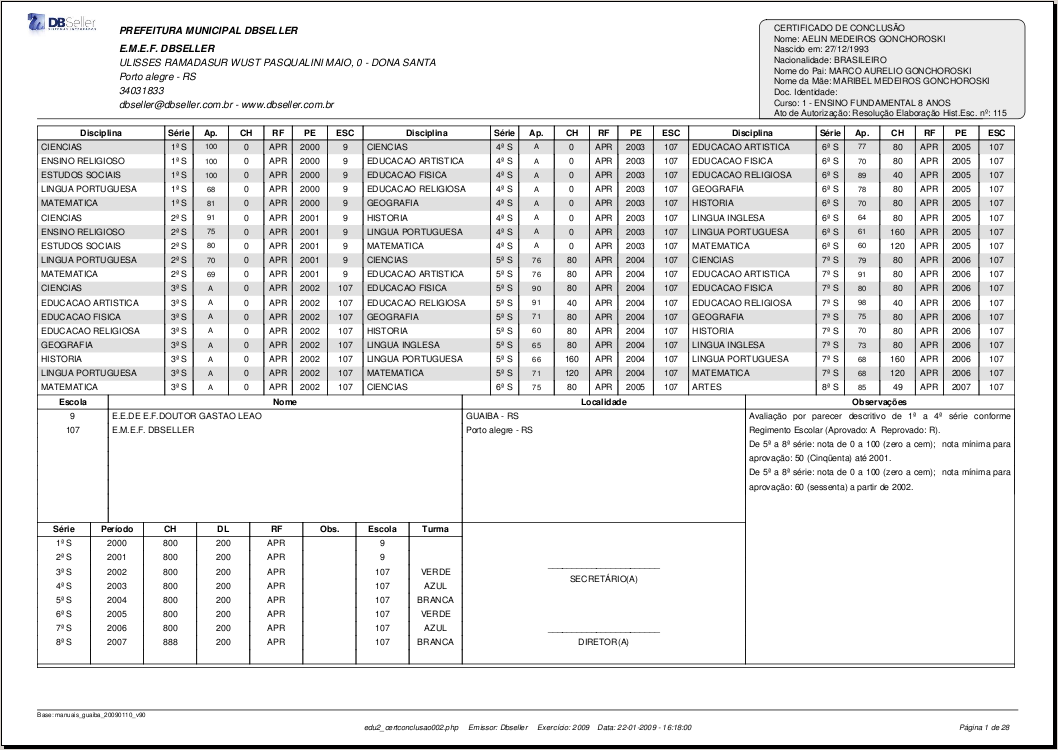 DBSeller
PREFEITURA MUNICIPAL DBSELLER
E.M.E.F. DBSELLER
ULISSES RAMADASUR WUST PASQUALINI MAIO, 0 - DONA SANTA
Porto alegre - RS
34031833
dbseller@dbseller.com.br - www.dbseller.com.br
CERTIFICADO DE CONCLUSÃO
Nome: AELIN MEDEIROS GONCHOROSKI
Nascido em: 27/12/1993
Nacionalidade: BRASILEIRO
Nome do Pai: MARCO AURELIO GONCHOROSKI
Nome da Mãe: MARIBEL MEDEIROS GONCHOROSKI
Doc. Identidade:
Curso: 1 - ENSINO FUNDAMENTAL 8 ANOS
Ato de Autorização: Resolução Elaboração Hist.Esc. nº: 115
Disciplina Série Ap. CH RF PE ESC Disciplina Série Ap. CH RF PE ESC Disciplina Série Ap. CH RF PE ESC
CIENCIAS 1ª S 100 0 APR 2000 9 CIENCIAS 4ª S A 0 APR 2003 107 EDUCACAO ARTISTICA 6ª S 77 80 APR 2005 107
ENSINO RELIGIOSO 1ª S 100 0 APR 2000 9 EDUCACAO ARTISTICA 4ª S A 0 APR 2003 107 EDUCACAO FISICA 6ª S 70 80 APR 2005 107
ESTUDOS SOCIAIS 1ª S 100 0 APR 2000 9 EDUCACAO FISICA 4ª S A 0 APR 2003 107 EDUCACAO RELIGIOSA 6ª S 89 40 APR 2005 107
LINGUA PORTUGUESA 1ª S 68 0 APR 2000 9 EDUCACAO RELIGIOSA 4ª S A 0 APR 2003 107 GEOGRAFIA 6ª S 78 80 APR 2005 107
MATEMATICA 1ª S 81 0 APR 2000 9 GEOGRAFIA 4ª S A 0 APR 2003 107 HISTORIA 6ª S 70 80 APR 2005 107
CIENCIAS 2ª S 91 0 APR 2001 9 HISTORIA 4ª S A 0 APR 2003 107 LINGUA INGLESA 6ª S 64 80 APR 2005 107
ENSINO RELIGIOSO 2ª S 75 0 APR 2001 9 LINGUA PORTUGUESA 4ª S A 0 APR 2003 107 LINGUA PORTUGUESA 6ª S 61 160 APR 2005 107
ESTUDOS SOCIAIS 2ª S 80 0 APR 2001 9 MATEMATICA 4ª S A 0 APR 2003 107 MATEMATICA 6ª S 60 120 APR 2005 107
LINGUA PORTUGUESA 2ª S 70 0 APR 2001 9 CIENCIAS 5ª S 76 80 APR 2004 107 CIENCIAS 7ª S 79 80 APR 2006 107
MATEMATICA 2ª S 69 0 APR 2001 9 EDUCACAO ARTISTICA 5ª S 76 80 APR 2004 107 EDUCACAO ARTISTICA 7ª S 91 80 APR 2006 107
CIENCIAS 3ª S A 0 APR 2002 107 EDUCACAO FISICA 5ª S 90 80 APR 2004 107 EDUCACAO FISICA 7ª S 80 80 APR 2006 107
EDUCACAO ARTISTICA 3ª S A 0 APR 2002 107 EDUCACAO RELIGIOSA 5ª S 91 40 APR 2004 107 EDUCACAO RELIGIOSA 7ª S 98 40 APR 2006 107
EDUCACAO FISICA 3ª S A 0 APR 2002 107 GEOGRAFIA 5ª S 71 80 APR 2004 107 GEOGRAFIA 7ª S 75 80 APR 2006 107
EDUCACAO RELIGIOSA 3ª S A 0 APR 2002 107 HISTORIA 5ª S 60 80 APR 2004 107 HISTORIA 7ª S 70 80 APR 2006 107
GEOGRAFIA 3ª S A 0 APR 2002 107 LINGUA INGLESA 5ª S 65 80 APR 2004 107 LINGUA INGLESA 7ª S 73 80 APR 2006 107
HISTORIA 3ª S A 0 APR 2002 107 LINGUA PORTUGUESA 5ª S 66 160 APR 2004 107 LINGUA PORTUGUESA 7ª S 68 160 APR 2006 107
LINGUA PORTUGUESA 3ª S A 0 APR 2002 107 MATEMATICA 5ª S 71 120 APR 2004 107 MATEMATICA 7ª S 68 120 APR 2006 107
MATEMATICA 3ª S A 0 APR 2002 107 CIENCIAS 6ª S 75 80 APR 2005 107 ARTES 8ª S 85 49 APR 2007 107
Escola Nome Localidade Observações
9 E.E.DE E.F.DOUTOR GASTAO LEAO GUAIBA - RS
107 E.M.E.F. DBSELLER Porto alegre - RS
Avaliação por parecer descritivo de 1ª a 4ª série conforme
Regimento Escolar (Aprovado: A Reprovado: R).
De 5ª a 8ª série: nota de 0 a 100 (zero a cem); nota mínima para
aprovação: 50 (Cinqüenta) até 2001.
De 5ª a 8ª série: nota de 0 a 100 (zero a cem); nota mínima para
aprovação: 60 (sessenta) a partir de 2002.
Série Período CH DL RF Obs. Escola Turma
1ª S 2000 800 200 APR 9
2ª S 2001 800 200 APR 9
3ª S 2002 800 200 APR 107 VERDE
4ª S 2003 800 200 APR 107 AZUL
5ª S 2004 800 200 APR 107 BRANCA
6ª S 2005 800 200 APR 107 VERDE
7ª S 2006 800 200 APR 107 AZUL
8ª S 2007 888 200 APR 107 BRANCA
SECRETÁRIO(A)
DIRETOR(A)
Base: manuais_guaiba_20090110_v90
edu2_certconclusao002.php Emissor: Dbseller Exercício: 2009 Data: 22-01-2009 - 16:18:00 Página 1 de 28